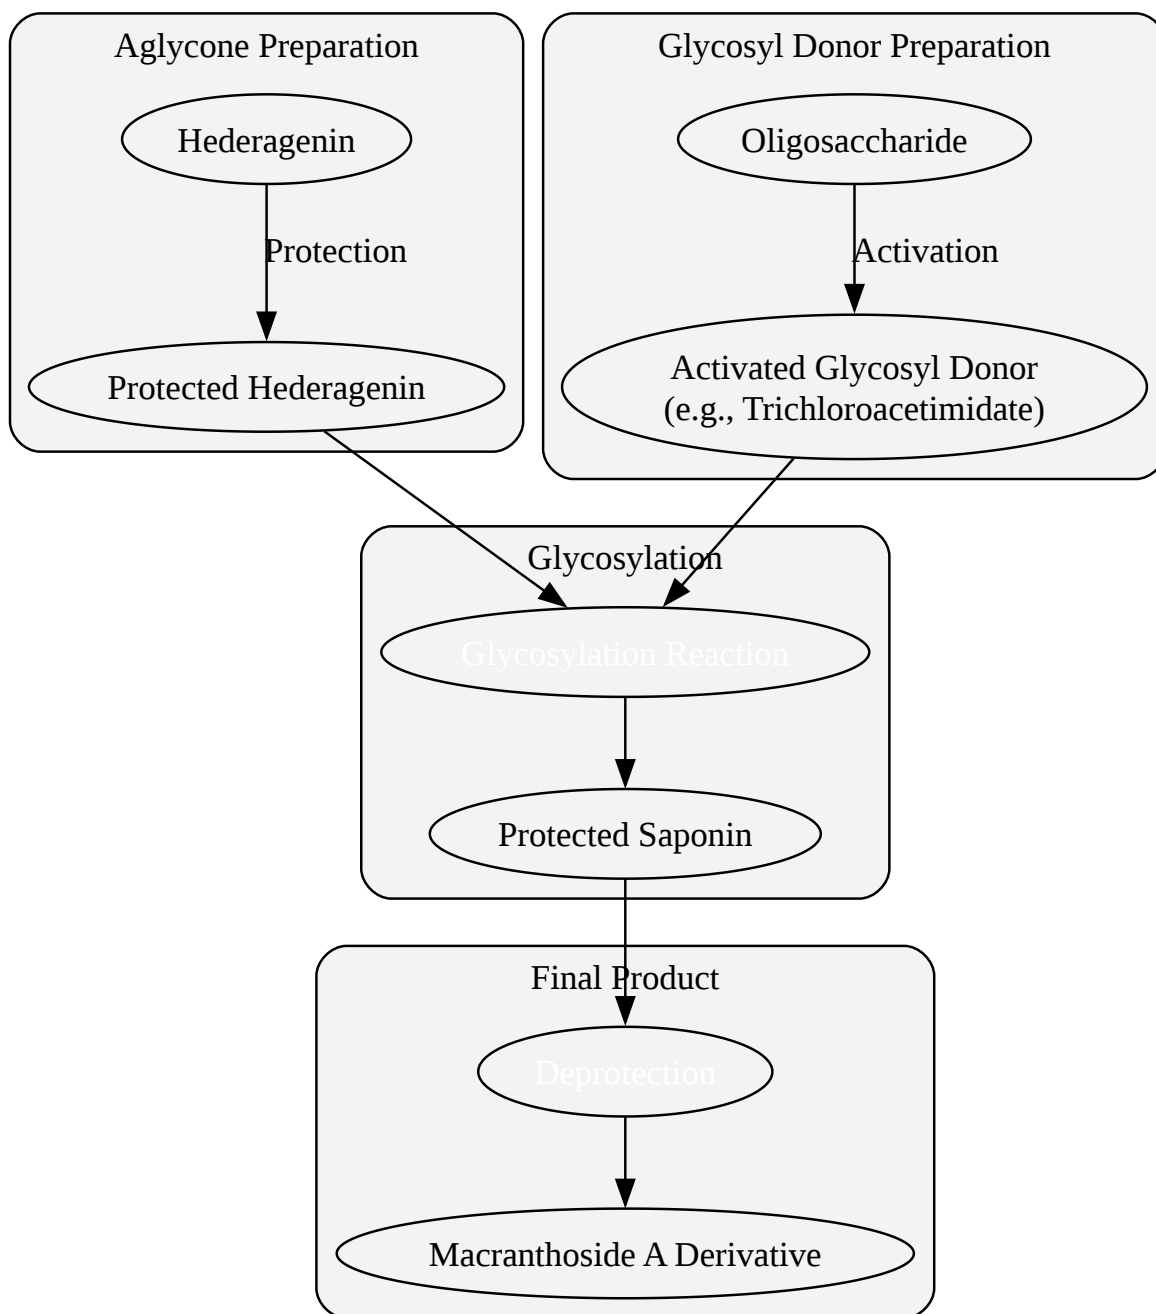 Aglycone Preparation
Hederagenin
Protection
Protected Hederagenin
Glycosyl Donor Preparation
Oligosaccharide
Activation
Activated Glycosyl Donor
(e.g., Trichloroacetimidate)
Glycosylation
Glycosylation Reaction
Protected Saponin
Final Product
Deprotection
Macranthoside A Derivative